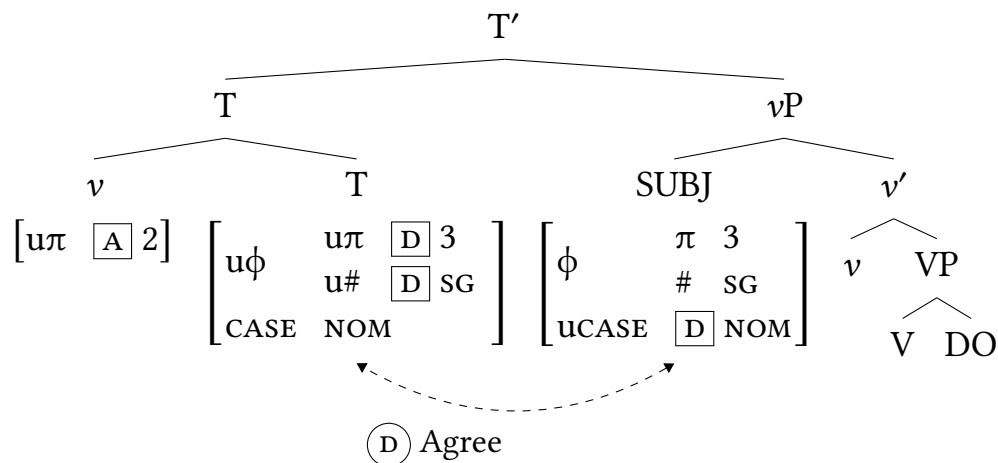 T′
T vP
v T SUBJ v′
[uπ A 2] uϕ uπ D 3 ϕ π 3 v VP
u# D SG # SG
CASE NOM uCASE D NOM V DO
D Agree